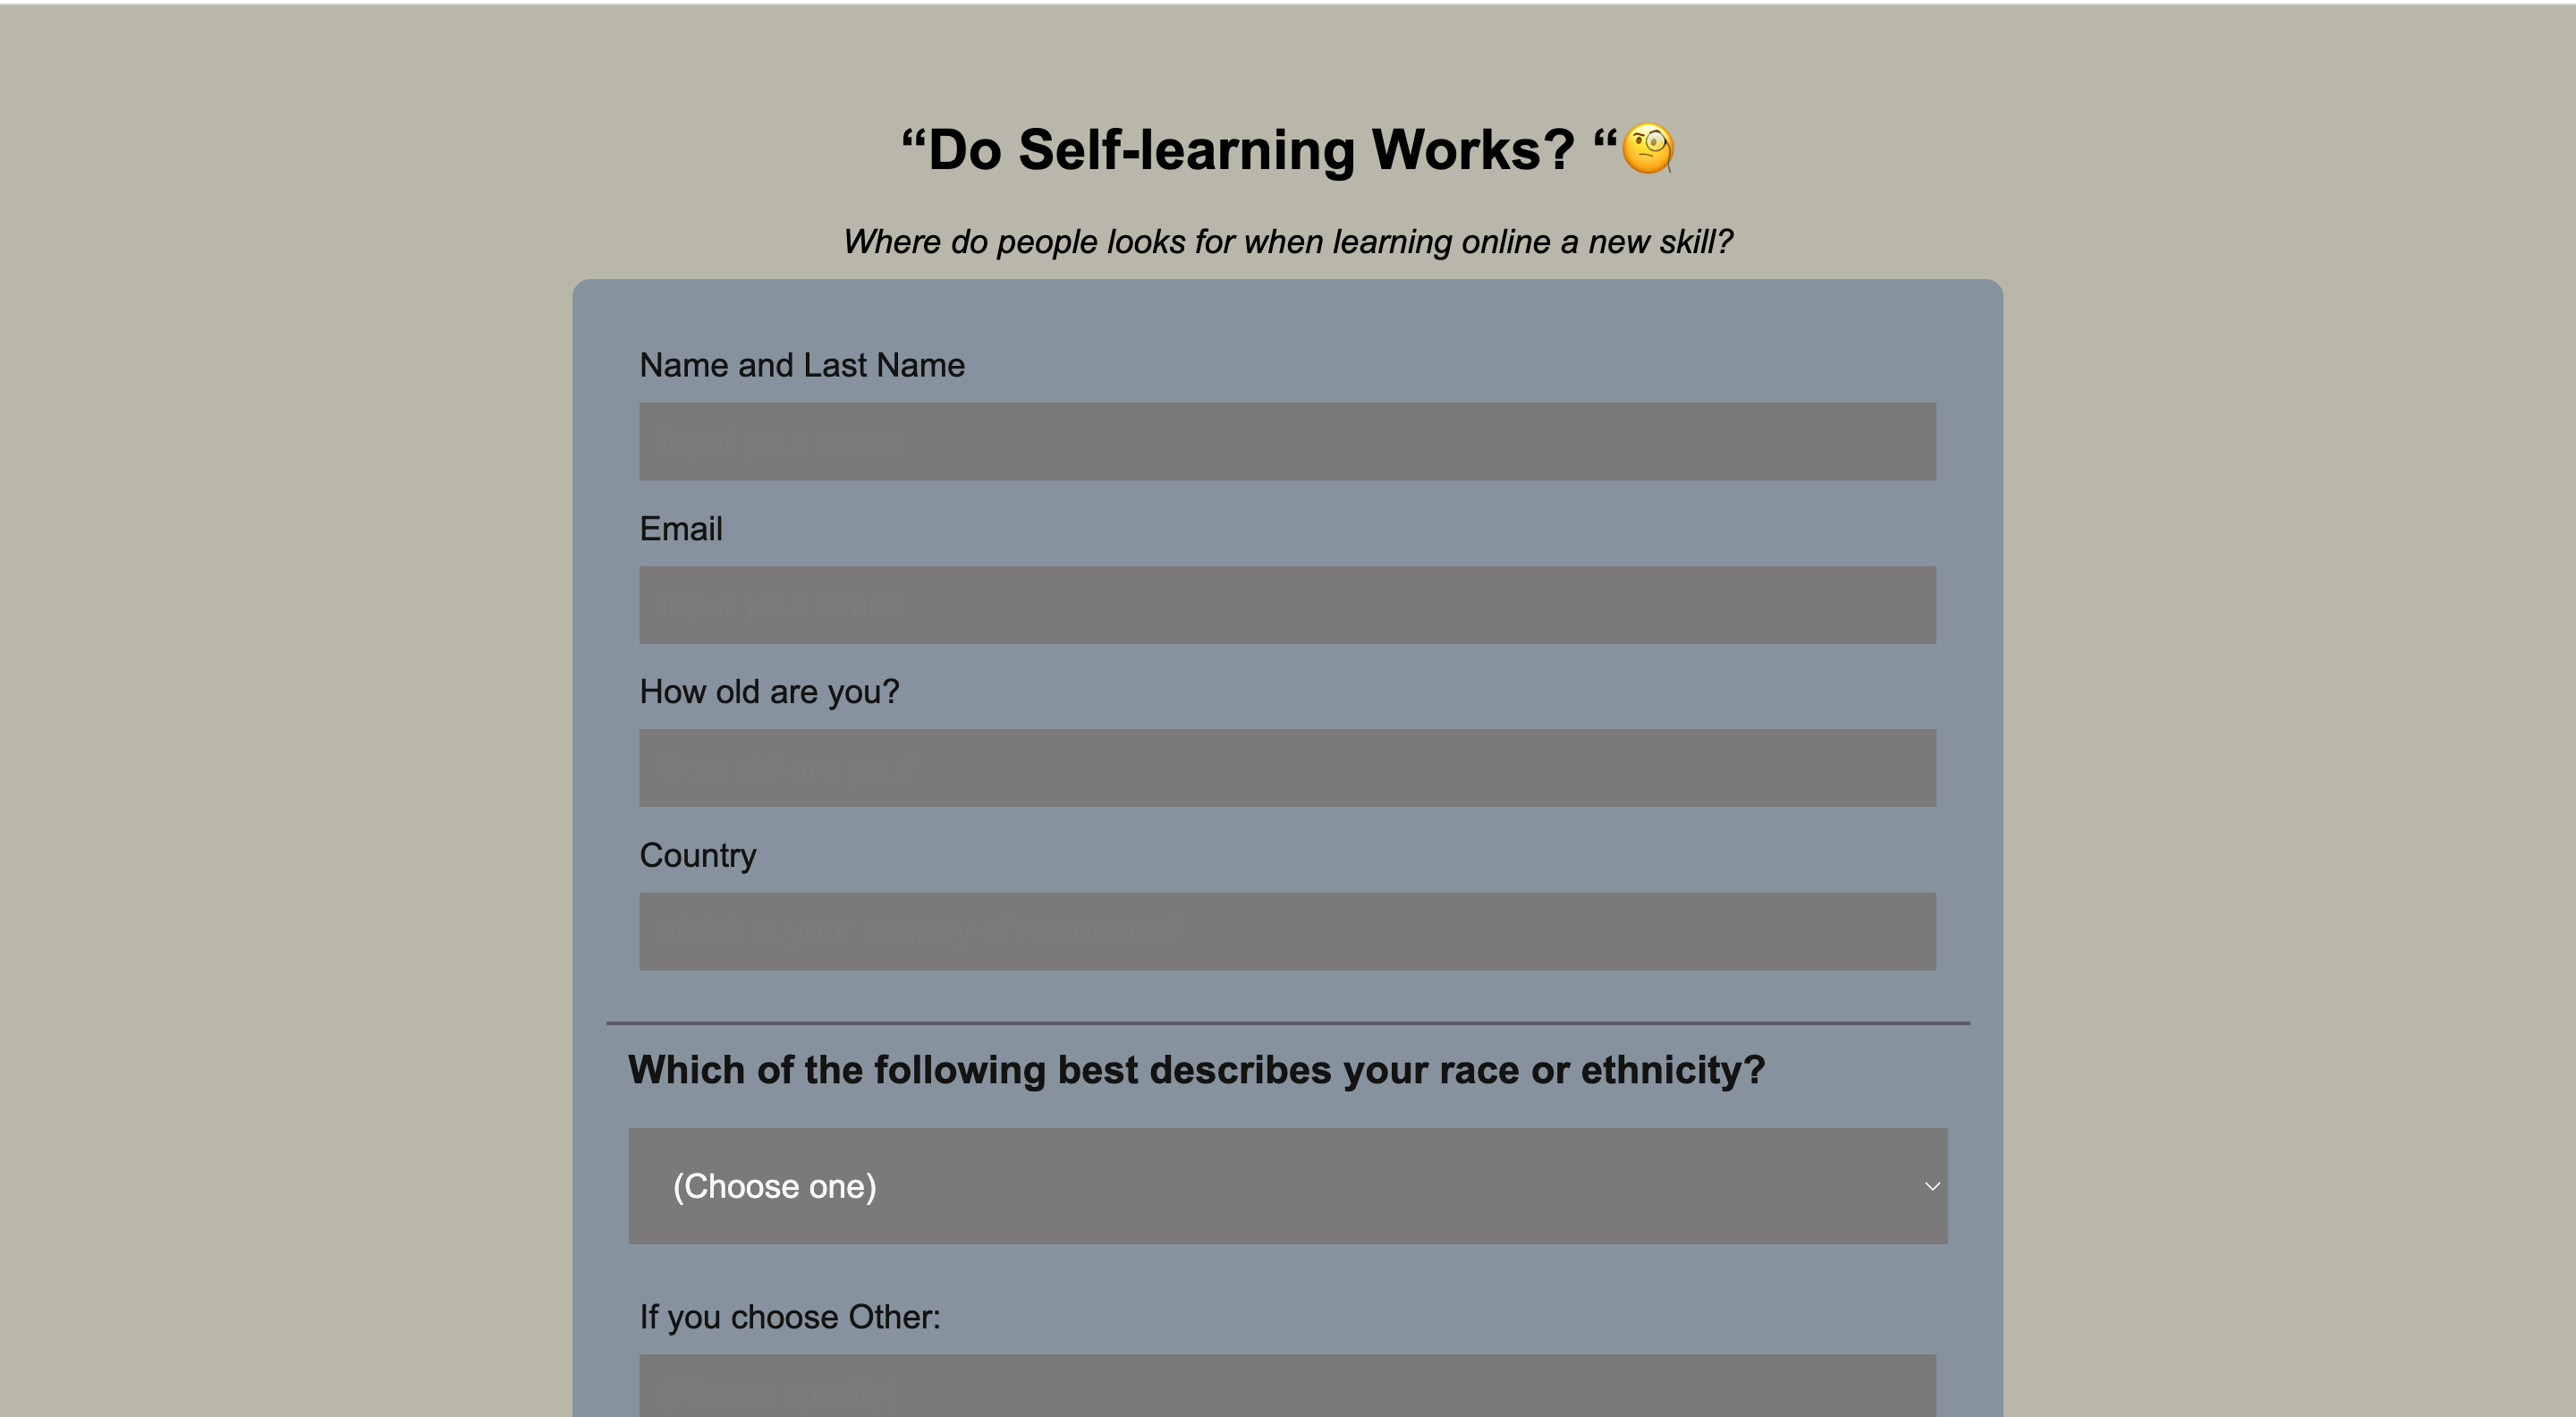 “Do Self-learning Works? “🧐
Where do people looks for when learning online a new skill?
Name and Last Name
Input your name
Email
Input your Email
How old are you?
How old are you?
Country
which is your country of residence?
Which of the following best describes your race or ethnicity?
(Choose one)
If you choose Other:
(Please specify)